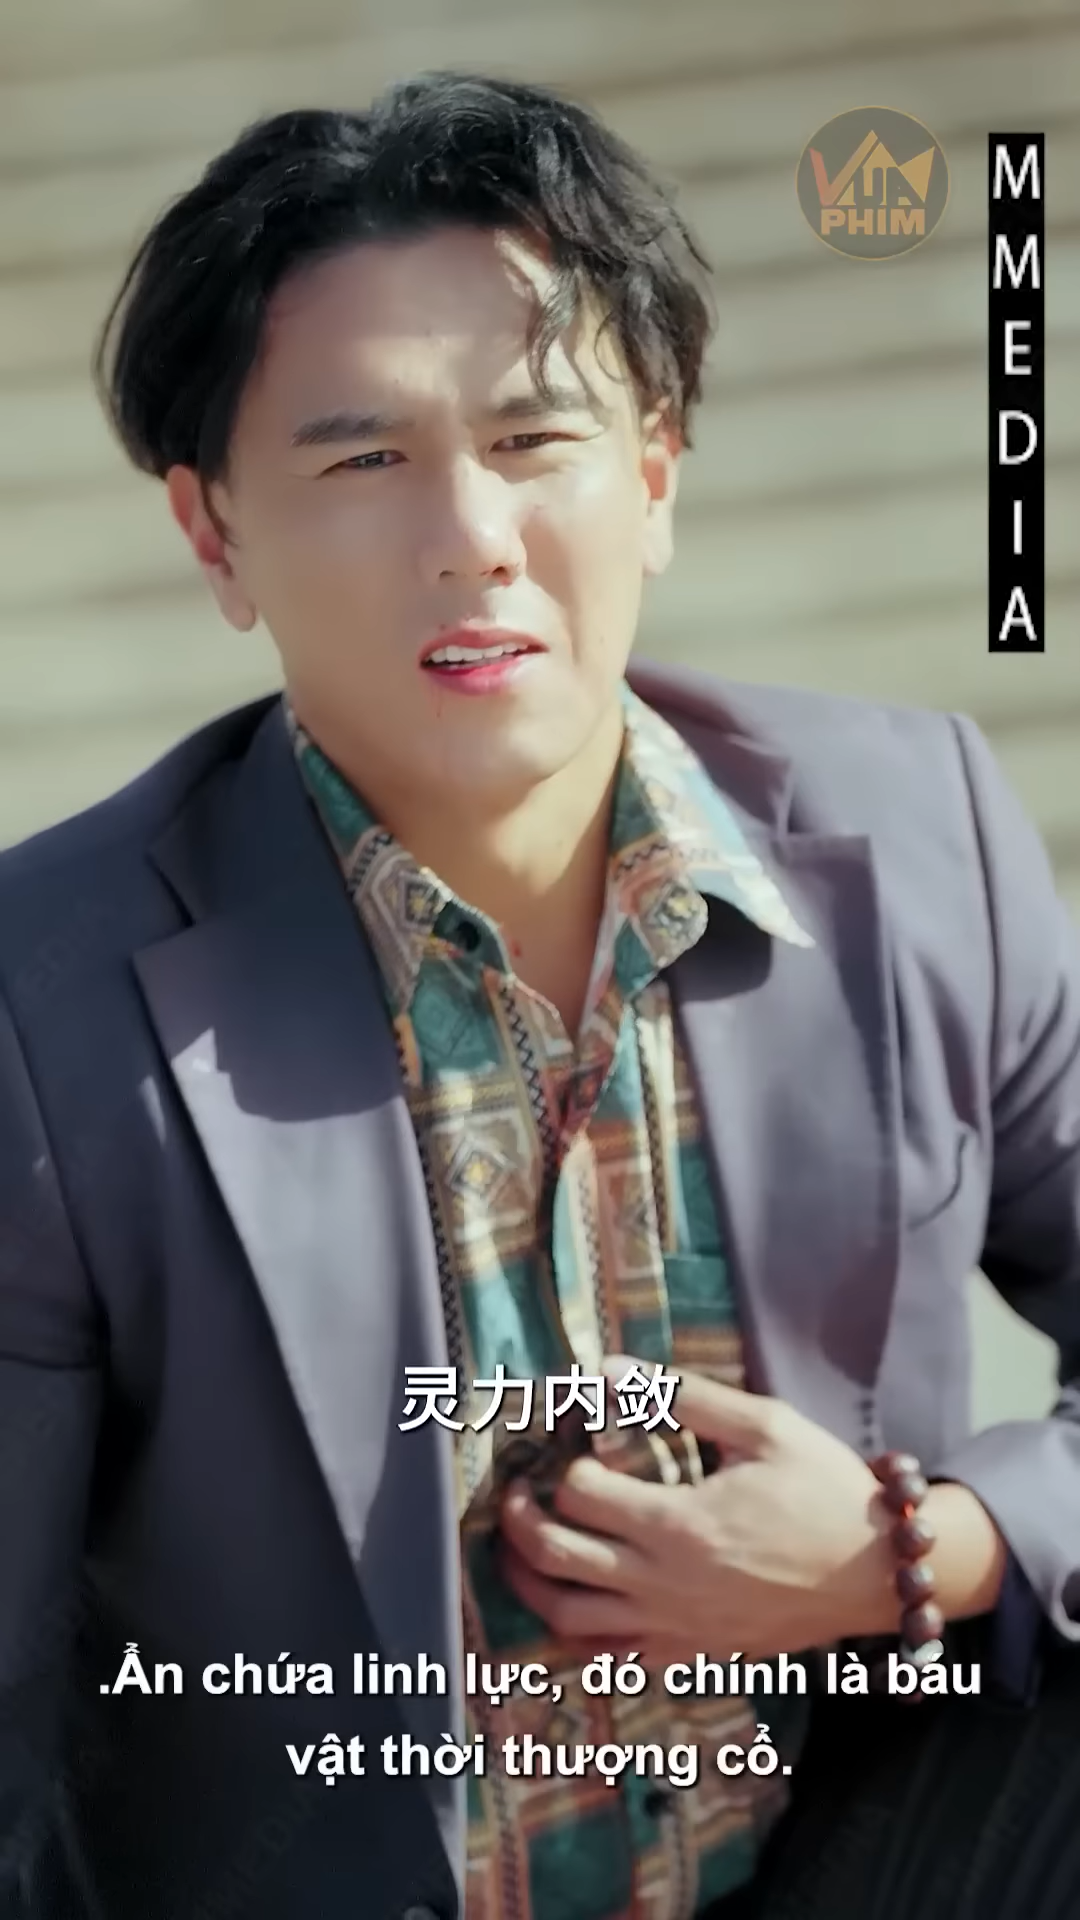 VUA
PHIM
MMEDIA
灵力内敛
.Ẩn chứa linh lực, đó chính là báu
vật thời thượng cổ.